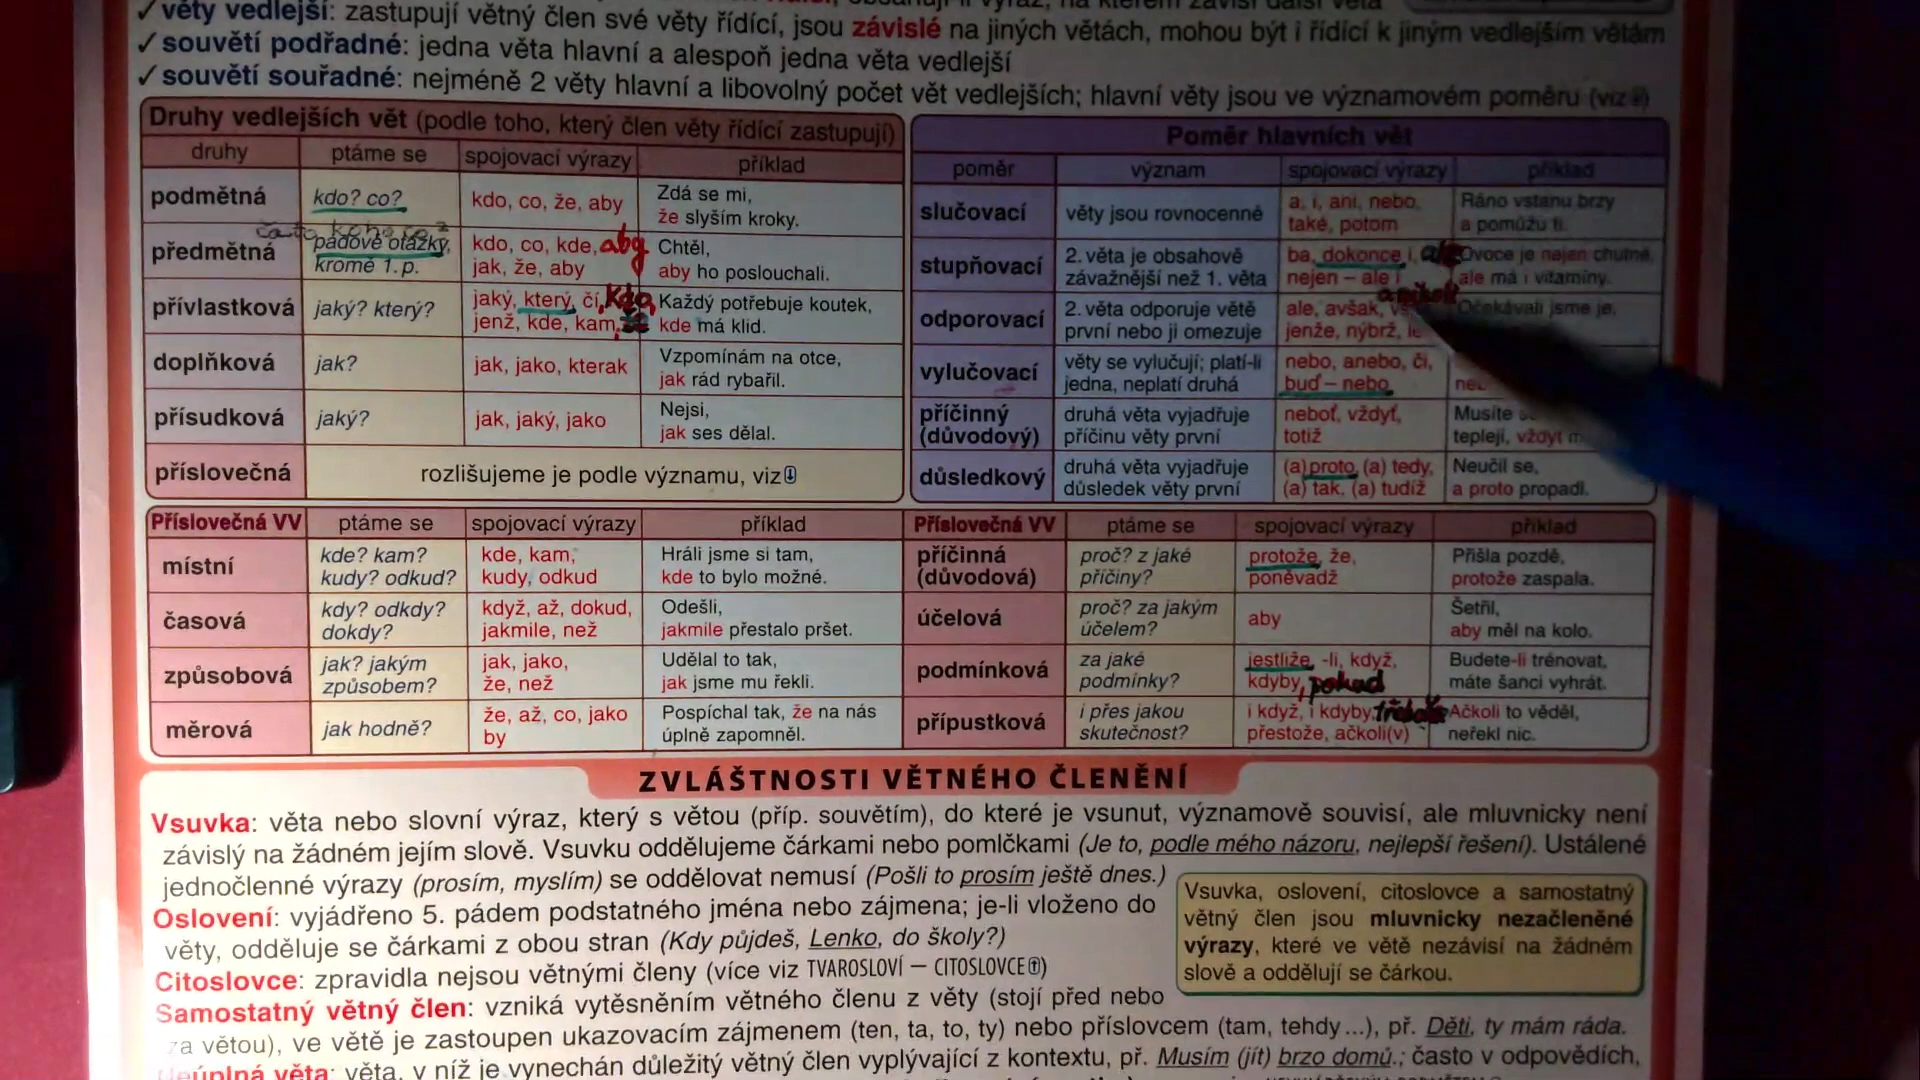 ✓ věty vedlejší: zastupují větný člen své věty řídící, jsou závislé na jiných větách, mohou být i řídící k jiným vedlejším větám
✓ souvětí podřadné: jedna věta hlavní a alespoň jedna věta vedlejší
✓ souvětí souřadné: nejméně 2 věty hlavní a libovolný počet vět vedlejších; hlavní věty jsou ve významovém poměru (viz
Druhy vedlejších vět (podle toho, který člen věty řídící zastupují)
druhy ptáme se spojovací výrazy příklad
podmětná kdo? co? kdo, co, že, aby Zdá se mi,
že slyším kroky.
často koho co?
předmětná pádové otázky, kromě 1. p. kdo, co, kde, aby jak, že, aby Chtěl,
aby ho poslouchali.
přívlastková jaký? který? jaký, který, čí, kdo, jenž, kde, kam, Každý potřebuje koutek,
kde má klid.
doplňková jak? jak, jako, kterak Vzpomínám na otce,
jak rád rybařil.
přísudková jaký? jak, jaký, jako Nejsi,
jak ses dělal.
příslovečná rozlišujeme je podle významu, viz
Poměr hlavních vět
poměr význam spojovací výrazy příklad
slučovací věty jsou rovnocenné a, i, ani, nebo, Ráno vstanu brzy
také, potom a pomůžu ti.
stupňovací 2. věta je obsahově ba, dokonce i, Ovoce je nejen chutné,
závažnější než 1. věta nejen – ale i ale má i vitamíny.
odporovací 2. věta odporuje větě ale, avšak, Očekávali jsme je,
první nebo ji omezuje jenže, nýbrž,
vylučovací věty se vylučují; platí-li nebo, anebo, či,
jedna, neplatí druhá buď – nebo
příčinný druhá věta vyjadřuje neboť, vždyť, Musíte
(důvodový) příčinu věty první totiž tepleji, vždyť
důsledkový druhá věta vyjadřuje (a) proto, (a) tedy, Neučil se,
důsledek věty první (a) tak, (a) tudíž a proto propadl.
Příslovečná VV ptáme se spojovací výrazy příklad
místní kde? kam? kde, kam, Hráli jsme si tam,
kudy? odkud? kudy, odkud kde to bylo možné.
časová kdy? odkdy? když, až, dokud, Odešli,
dokdy? jakmile, než jakmile přestalo pršet.
způsobová jak? jakým jak, jako, Udělal to tak,
způsobem? že, než jak jsme mu řekli.
měrová jak hodně? že, až, co, jako Pospíchal tak, že na nás
by úplně zapomněl.
Příslovečná VV ptáme se spojovací výrazy příklad
příčinná proč? z jaké protože, že, Přišla pozdě,
(důvodová) příčiny? poněvadž protože zaspala.
účelová proč? za jakým aby Šetřil,
účelem? aby měl na kolo.
podmínková za jaké jestliže, -li, když, Budete-li trénovat,
podmínky? kdyby, pokud máte šanci vyhrát.
přípustková i přes jakou i když, i kdyby, Ačkoli to věděl,
skutečnost? přestože, ačkoli(v) neřekl nic.
ZVLÁŠTNOSTI VĚTNÉHO ČLENĚNÍ
Vsuvka: věta nebo slovní výraz, který s větou (příp. souvětím), do které je vsunut, významově souvisí, ale mluvnicky není
závislý na žádném jejím slově. Vsuvku oddělujeme čárkami nebo pomlčkami (Je to, podle mého názoru, nejlepší řešení). Ustálené
jednočlenné výrazy (prosím, myslím) se oddělovat nemusí (Pošli to prosím ještě dnes.)
Oslovení: vyjádřeno 5. pádem podstatného jména nebo zájmena; je-li vloženo do
věty, odděluje se čárkami z obou stran (Kdy půjdeš, Lenko, do školy?)
Citoslovce: zpravidla nejsou větnými členy (více viz TVAROSLOVÍ – CITOSLOVCE)
Samostatný větný člen: vzniká vytěsněním větného členu z věty (stojí před nebo
za větou), ve větě je zastoupen ukazovacím zájmenem (ten, ta, to, ty) nebo příslovcem (tam, tehdy...), př. Děti, ty mám ráda.
Neúplná věta: věta, v níž je vynechán důležitý větný člen vyplývající z kontextu, př. Musím (jít) brzo domů.; často v odpovědích,
Vsuvka, oslovení, citoslovce a samostatný
větný člen jsou mluvnicky nezačleněné
výrazy, které ve větě nezávisí na žádném
slově a oddělují se čárkou.